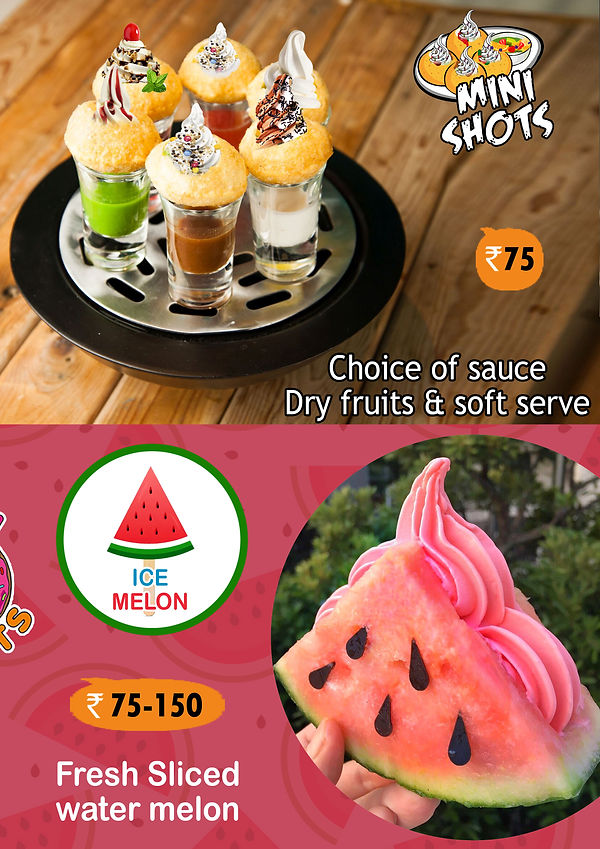 MINI
SHOTS
₹75
Choice of sauce
Dry fruits & soft serve
ICE
MELON
₹ 75-150
Fresh Sliced
water melon